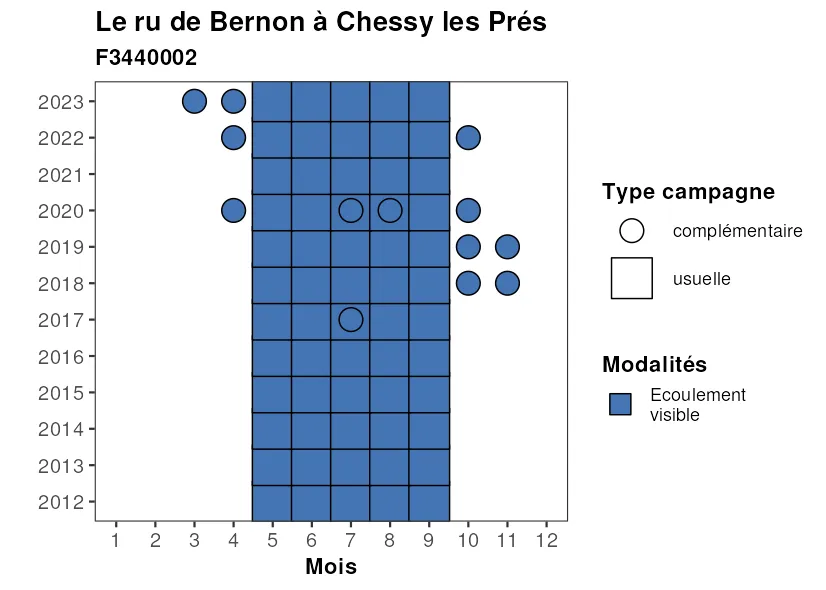 Le ru de Bernon à Chessy les Prés
F3440002
2023
2022
2021
2020
2019
2018
2017
2016
2015
2014
2013
2012
1 2 3 4 5 6 7 8 9 10 11 12
Mois
Type campagne
complémentaire
usuelle
Modalités
Ecoulement
visible